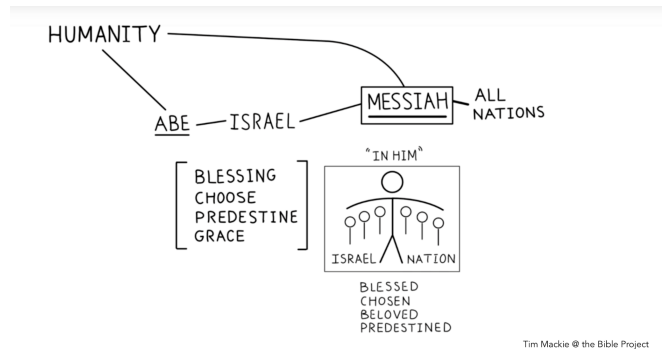 HUMANITY
ABE
ISRAEL
MESSIAH
ALL
NATIONS
BLESSING
CHOOSE
PREDESTINE
GRACE
"IN HIM"
ISRAEL
NATION
BLESSED
CHOSEN
BELOVED
PREDESTINED
Tim Mackie @ the Bible Project